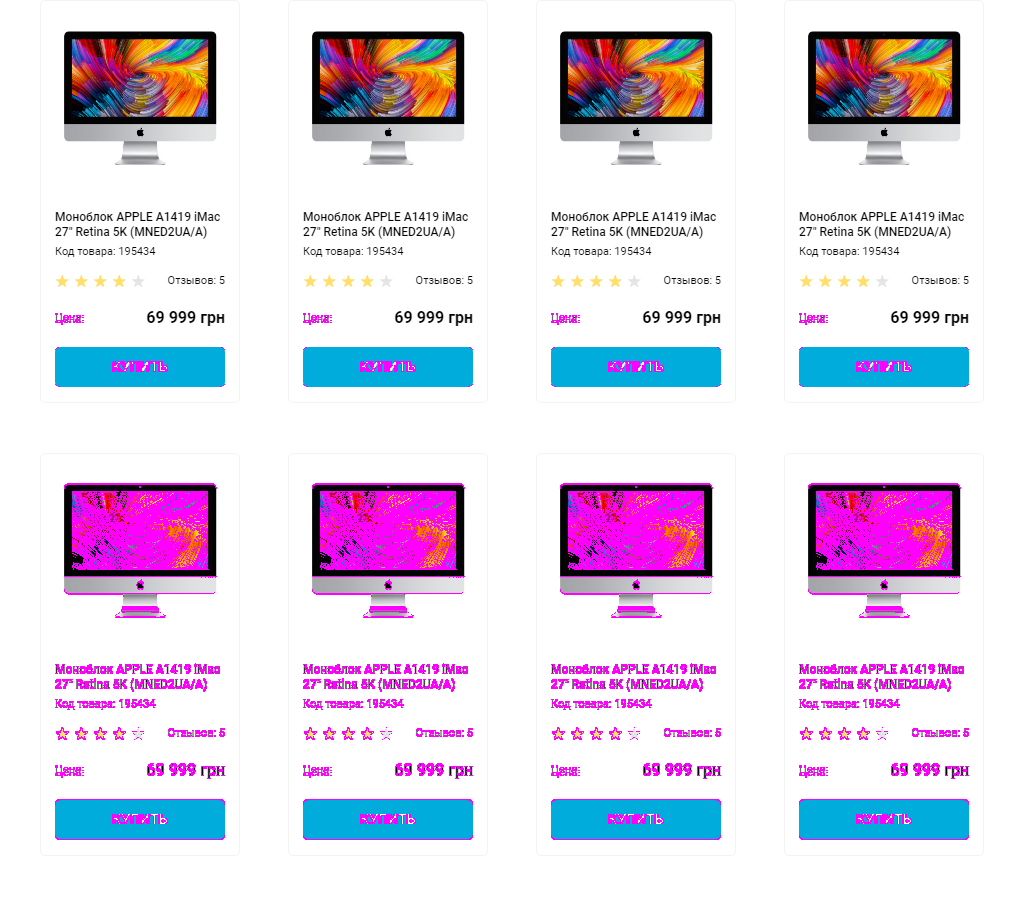 Моноблок APPLE A1419 iMac Моноблок APPLE A1419 iMac Моноблок APPLE A1419 iMac Моноблок APPLE A1419 iMac
27" Retina 5K (MNED2UA/A) 27" Retina 5K (MNED2UA/A) 27" Retina 5K (MNED2UA/A) 27" Retina 5K (MNED2UA/A)
Код товара: 195434 Код товара: 195434 Код товара: 195434 Код товара: 195434
Отзывов: 5 Отзывов: 5 Отзывов: 5 Отзывов: 5
Цена: 69 999 грн Цена: 69 999 грн Цена: 69 999 грн Цена: 69 999 грн
КУПИТЬ КУПИТЬ КУПИТЬ КУПИТЬ
Моноблок APPLE A1419 iMac Моноблок APPLE A1419 iMac Моноблок APPLE A1419 iMac Моноблок APPLE A1419 iMac
27" Retina 5K (MNED2UA/A) 27" Retina 5K (MNED2UA/A) 27" Retina 5K (MNED2UA/A) 27" Retina 5K (MNED2UA/A)
Код товара: 195434 Код товара: 195434 Код товара: 195434 Код товара: 195434
Отзывов: 5 Отзывов: 5 Отзывов: 5 Отзывов: 5
Цена: 69 999 грн Цена: 69 999 грн Цена: 69 999 грн Цена: 69 999 грн
КУПИТЬ КУПИТЬ КУПИТЬ КУПИТЬ